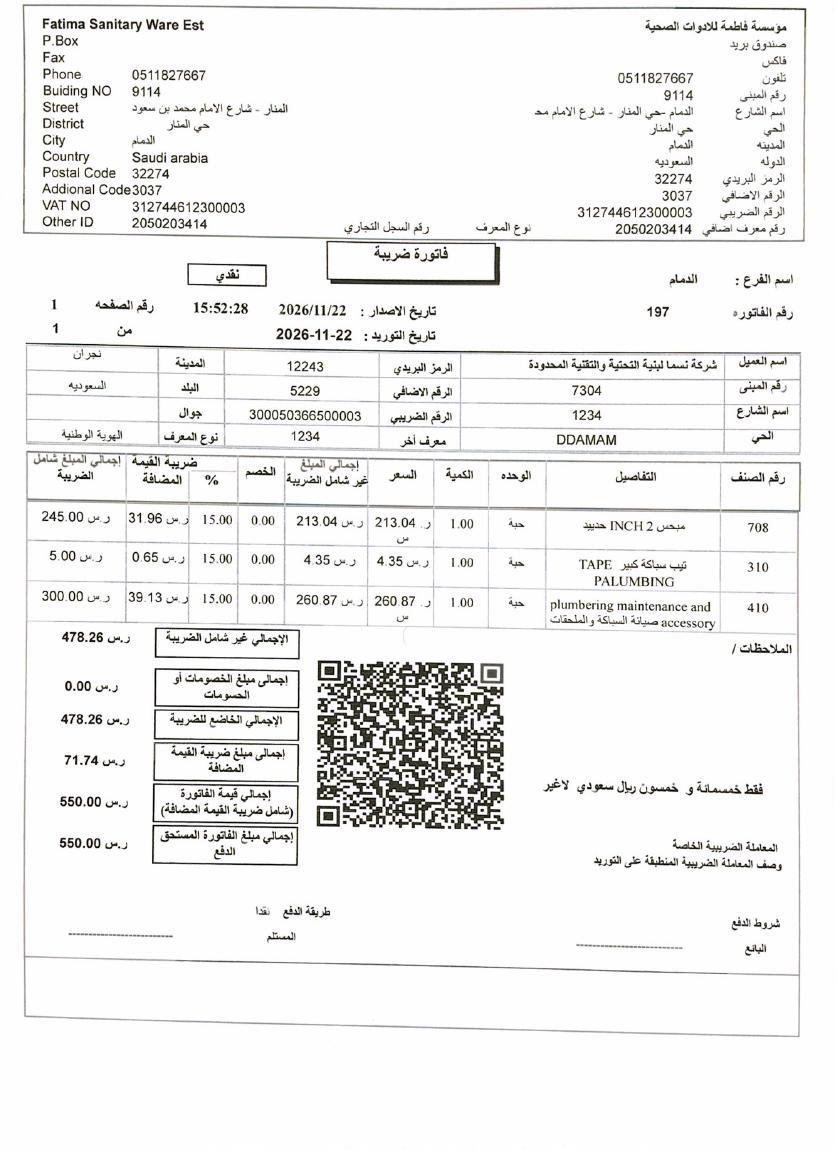 Fatima Sanitary Ware Est
P.Box
Fax
Phone 0511827667
Buiding NO 9114
Street المنار - شارع الامام محمد بن سعود
District حي المنار
City الدمام
Country Saudi arabia
Postal Code 32274
Addional Code 3037
VAT NO 312744612300003
Other ID 2050203414
مؤسسة فاطمة للادوات الصحية
صندوق بريد
فاكس
تلفون 0511827667
رقم المبنى 9114
اسم الشارع الدمام -حي المنار - شارع الامام مح
الحي حي المنار
المدينه الدمام
الدوله السعوديه
الرمز البريدي 32274
الرقم الاضافي 3037
الرقم الضريبي 312744612300003
رقم معرف اضافي 2050203414 نوع المعرف رقم السجل التجاري
فاتورة ضريبة
نقدي
اسم الفرع : الدمام
رقم الفاتوره 197 تاريخ الاصدار : 2026/11/22 15:52:28 رقم الصفحه 1
تاريخ التوريد : 2026-11-22 من 1
اسم العميل شركة نسما لبنية التحتية والتقنية المحدودة الرمز البريدي 12243 المدينة نجران
رقم المبنى 7304 الرقم الاضافي 5229 البلد السعوديه
اسم الشارع 1234 الرقم الضريبي 300050366500003 جوال
الحي DDAMAM معرف أخر 1234 نوع المعرف الهوية الوطنية
رقم الصنف التفاصيل الوحده الكمية السعر إجمالي المبلغ غير شامل الضريبة الخصم % ضريبة القيمة المضافة إجمالي المبلغ شامل الضريبة
708 مبحس 2 INCH حدييد حبة 1.00 213.04 ر.س 213.04 ر.س 0.00 15.00 31.96 ر.س 245.00 ر.س
310 تيب سباكة كبير TAPE PALUMBING حبة 1.00 4.35 ر.س 4.35 ر.س 0.00 15.00 0.65 ر.س 5.00 ر.س
410 plumbering maintenance and accessory صيانة السباكة والملحقات حبة 1.00 260.87 ر.س 260.87 ر.س 0.00 15.00 39.13 ر.س 300.00 ر.س
الملاحظات /
الإجمالي غير شامل الضريبة 478.26 ر.س
إجمالي مبلغ الخصومات أو الحسومات 0.00 ر.س
الإجمالي الخاضع للضريبة 478.26 ر.س
إجمالي مبلغ ضريبة القيمة المضافة 71.74 ر.س
إجمالي قيمة الفاتورة (شامل ضريبة القيمة المضافة) 550.00 ر.س
إجمالي مبلغ الفاتورة المستحق الدفع 550.00 ر.س
فقط خمسمائة و خمسون ريال سعودي لاغير
المعاملة الضريبية الخاصة
وصف المعاملة الضريبية المنطبقة على التوريد
شروط الدفع طريقة الدفع نقدا
البائع المستلم